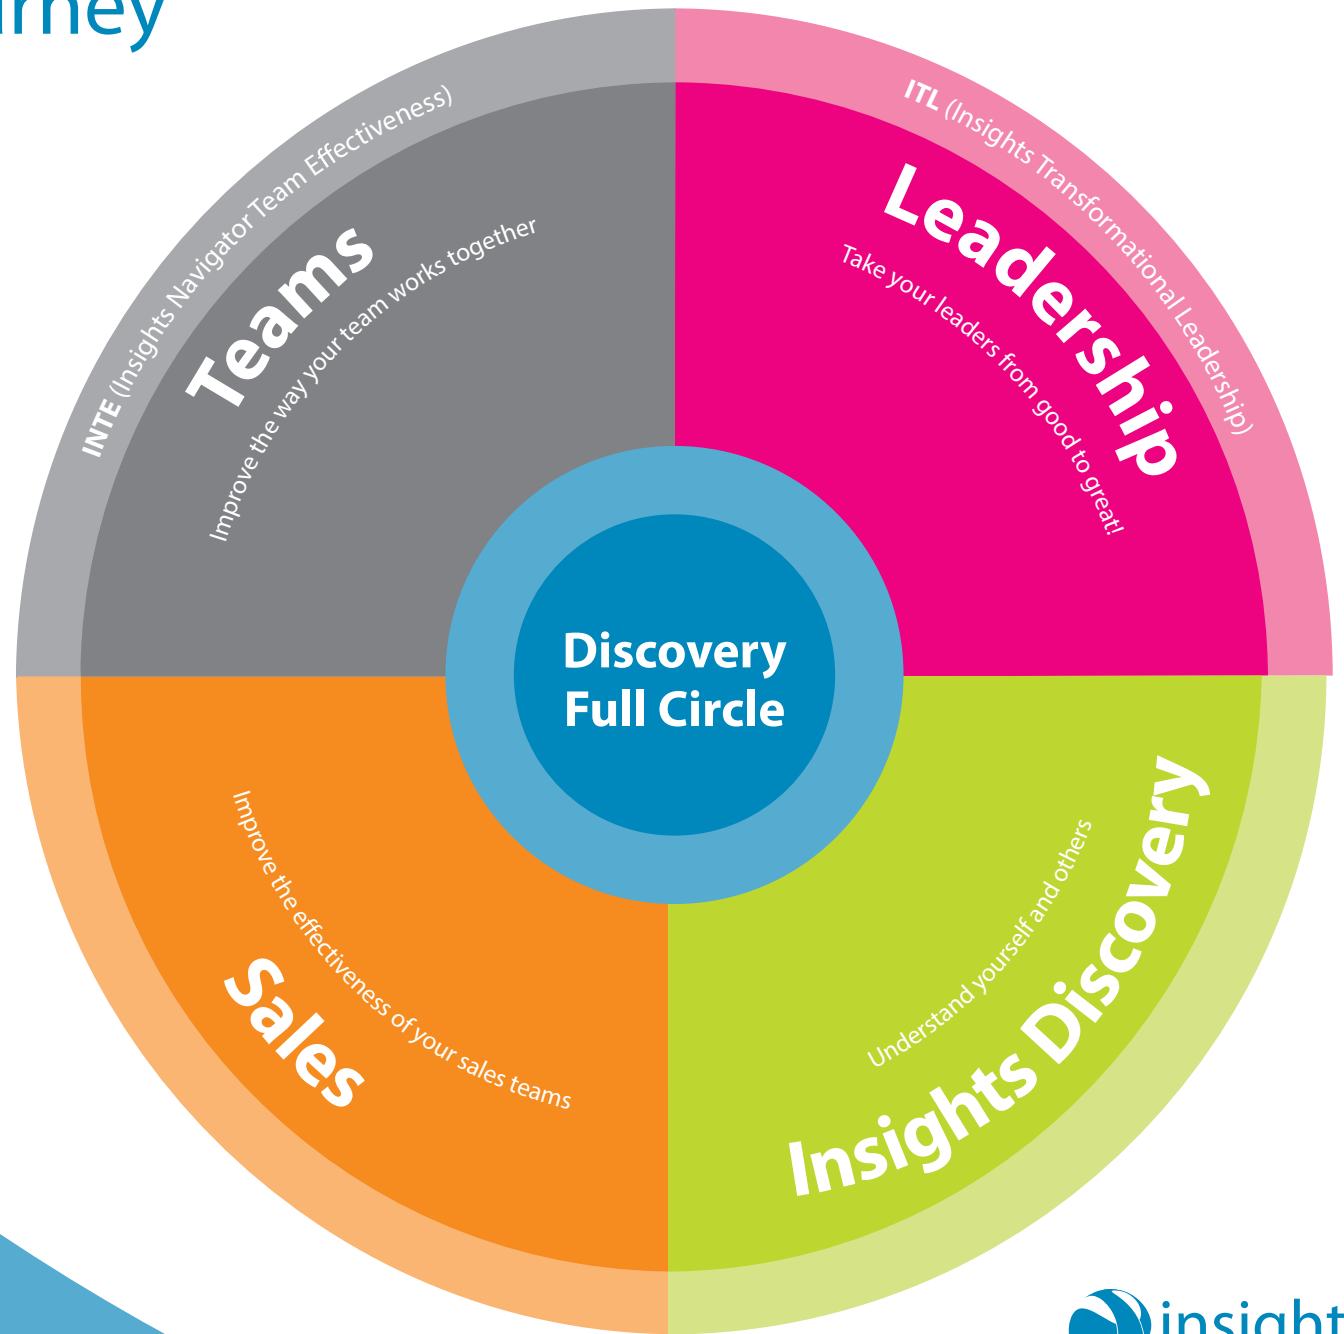 INTE (Insights Navigator Team Effectiveness)
Teams
Improve the way your team works together
ITL (Insights Transformational Leadership)
Leadership
Take your leaders from good to great!
Discovery
Full Circle
Improve the effectiveness of your sales teams
Sales
Understand yourself and others
Insights Discovery
insight